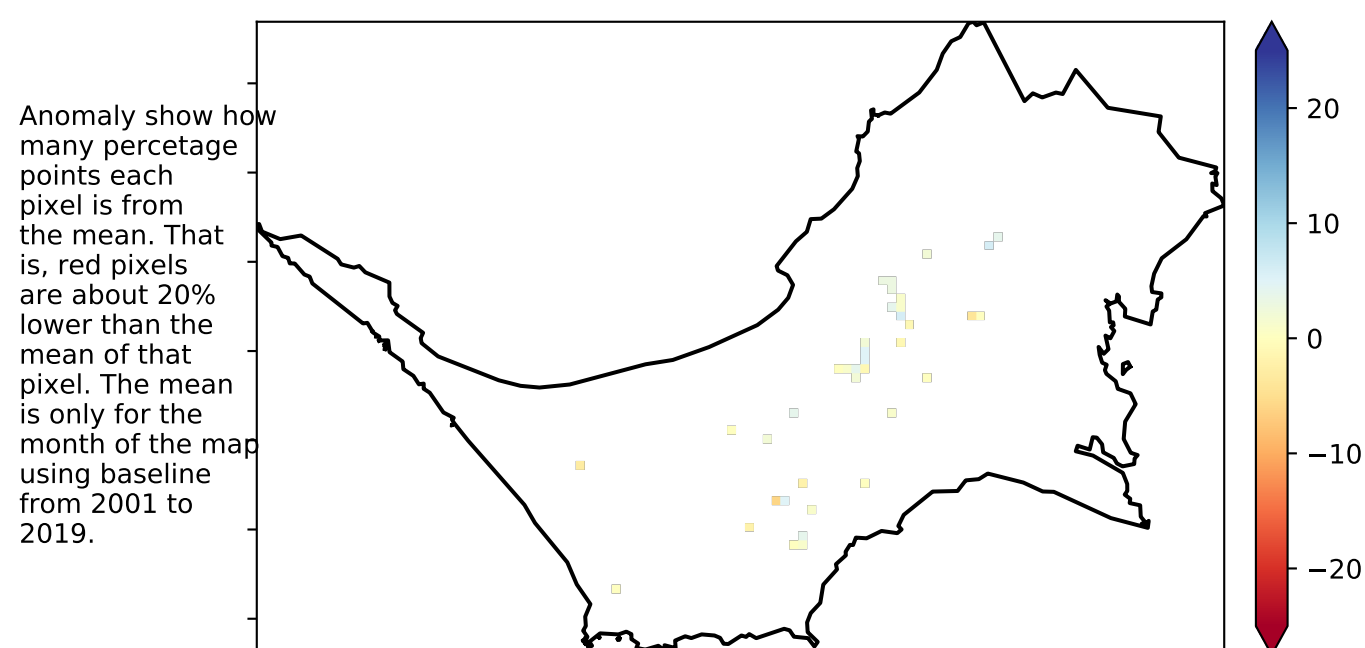 Anomaly show how
many percetage
points each
pixel is from
the mean. That
is, red pixels
are about 20%
lower than the
mean of that
pixel. The mean
is only for the
month of the map
using baseline
from 2001 to
2019.
20
10
0
−10
−20